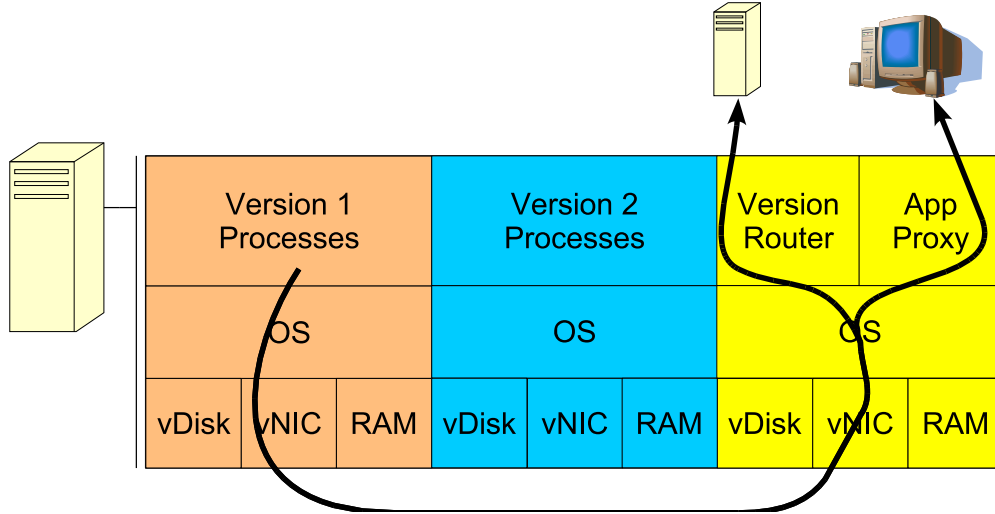 Version 1
Processes
Version 2
Processes
Version
Router
App
Proxy
OS
OS
OS
vDisk
vNIC
RAM
vDisk
vNIC
RAM
vDisk
vNIC
RAM